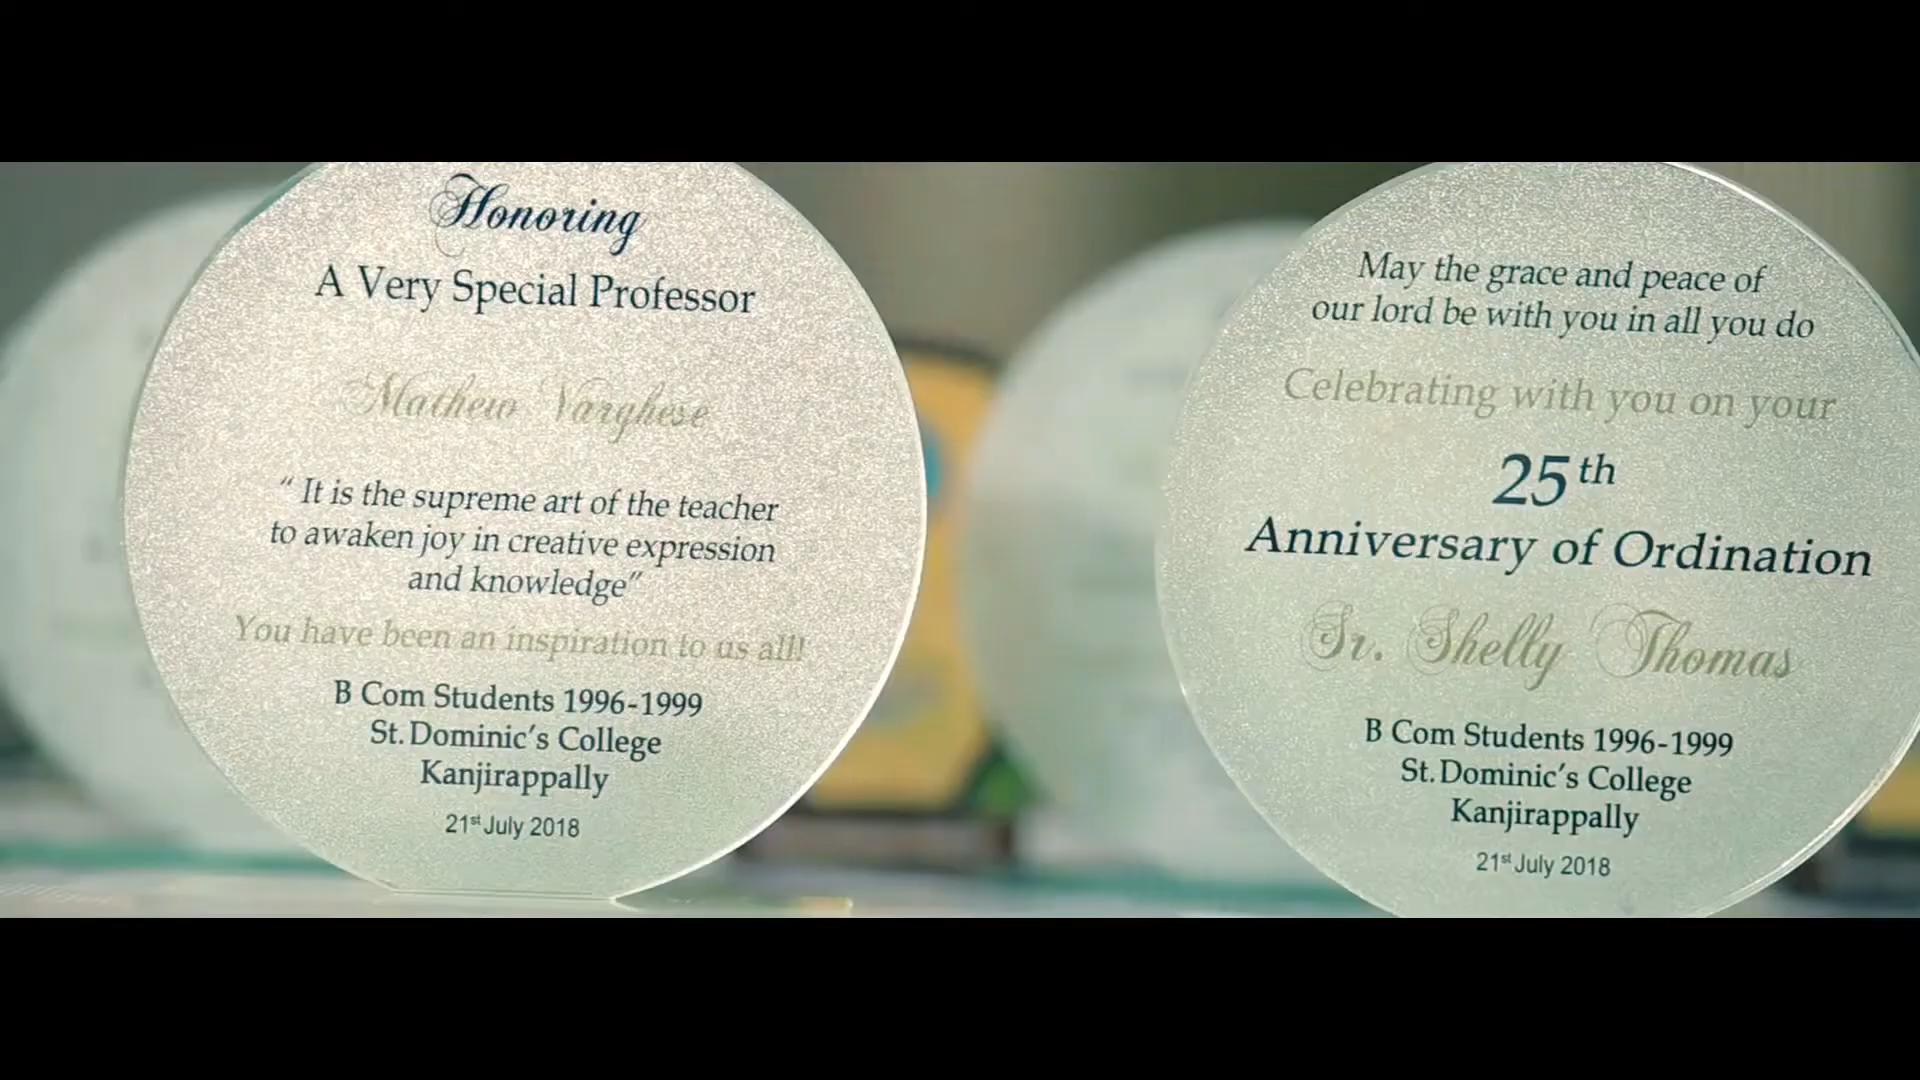 Honoring
A Very Special Professor
Mathew Varghese
“ It is the supreme art of the teacher
to awaken joy in creative expression
and knowledge”
You have been an inspiration to us all!
B Com Students 1996-1999
St. Dominic’s College
Kanjirappally
21st July 2018
May the grace and peace of
our lord be with you in all you do
Celebrating with you on your
25th
Anniversary of Ordination
Sr. Shelly Thomas
B Com Students 1996-1999
St. Dominic’s College
Kanjirappally
21st July 2018